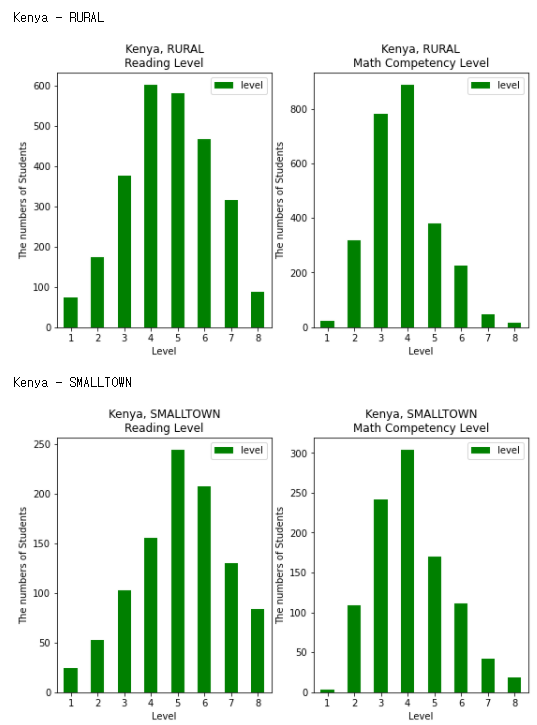 Kenya - RURAL
Kenya, RURAL
Reading Level
level
600
500
400
300
200
100
0
The numbers of Students
1 2 3 4 5 6 7 8
Level
Kenya, RURAL
Math Competency Level
level
800
600
400
200
0
The numbers of Students
1 2 3 4 5 6 7 8
Level
Kenya - SMALLTOWN
Kenya, SMALLTOWN
Reading Level
level
250
200
150
100
50
0
The numbers of Students
1 2 3 4 5 6 7 8
Level
Kenya, SMALLTOWN
Math Competency Level
level
300
250
200
150
100
50
0
The numbers of Students
1 2 3 4 5 6 7 8
Level